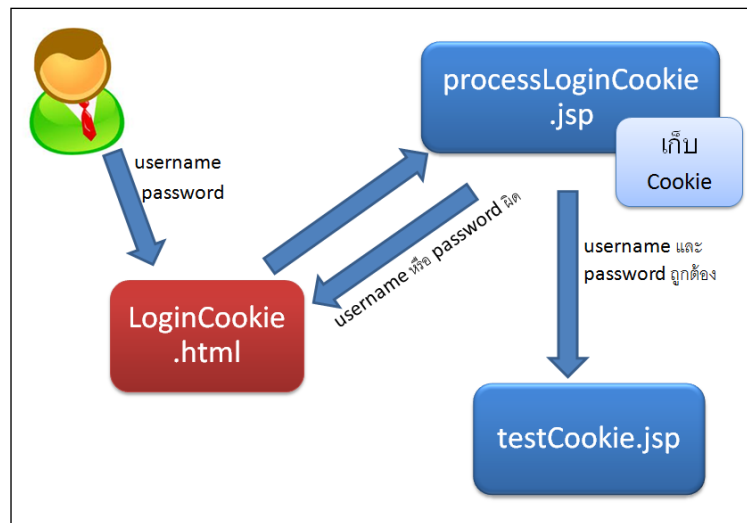 processLoginCookie
.jsp
เก็บ
Cookie
username
password
username หรือ password ผิด
username และ
password ถูกต้อง
LoginCookie
.html
testCookie.jsp